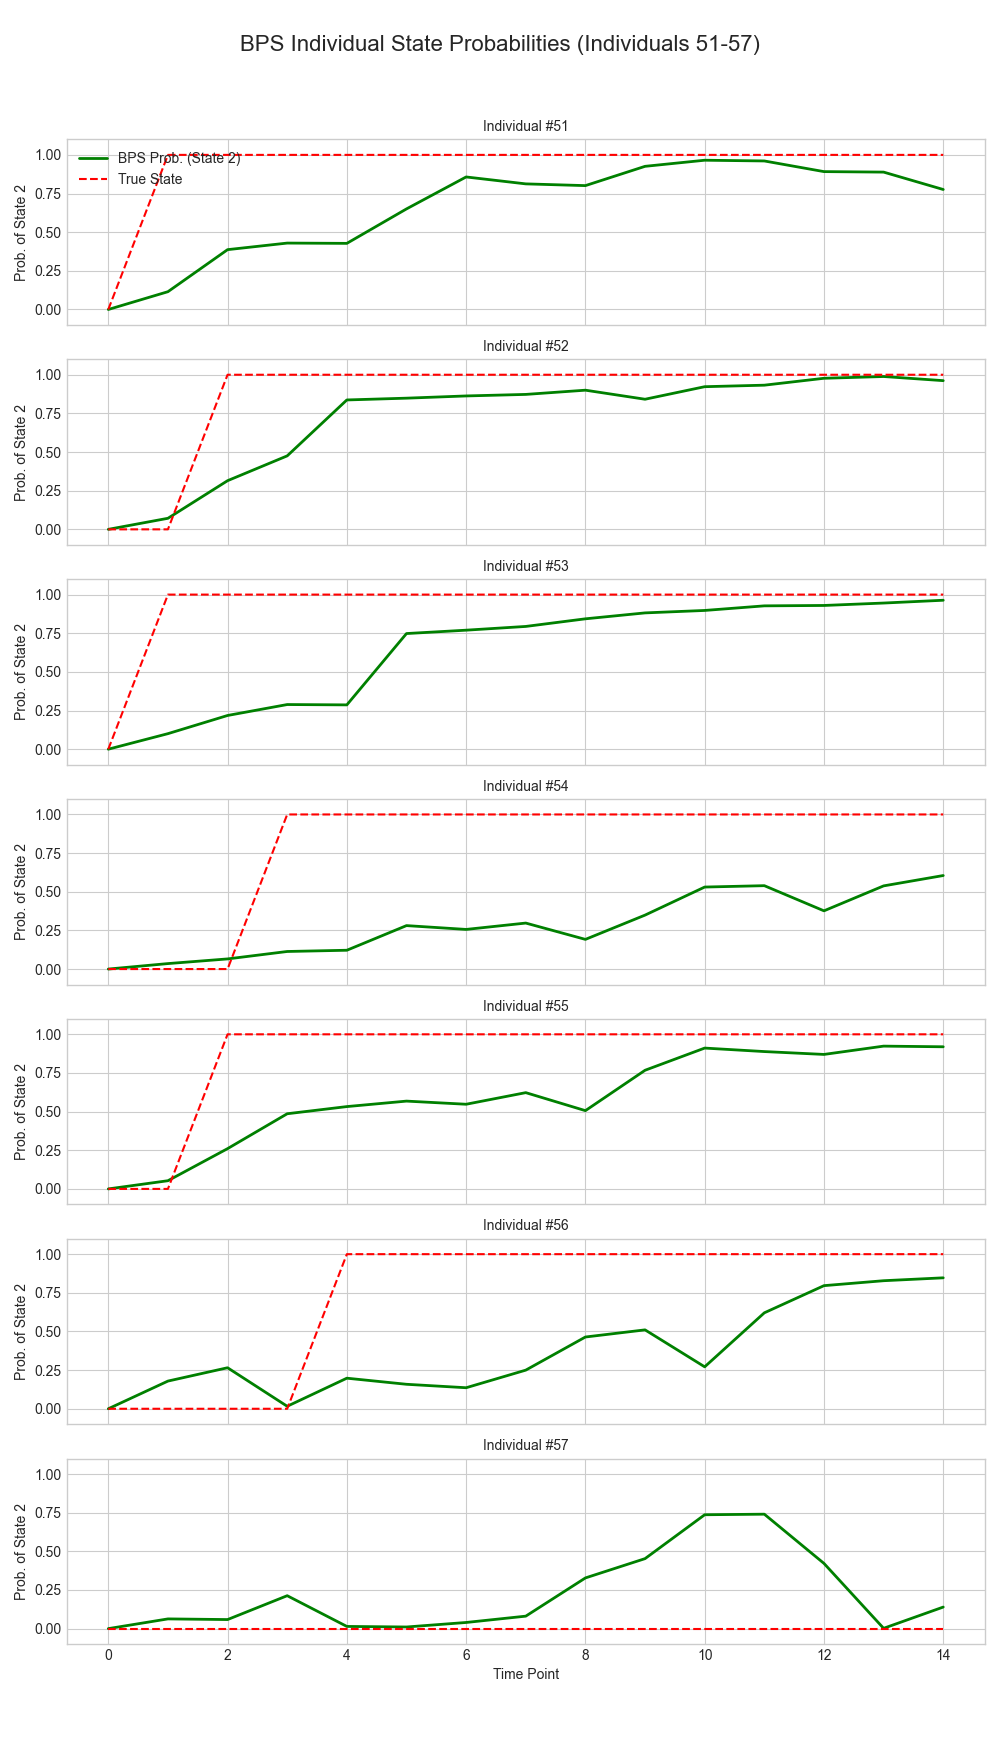 BPS Individual State Probabilities (Individuals 51-57)
Individual #51
BPS Prob. (State 2)
True State
Prob. of State 2
1.00
0.75
0.50
0.25
0.00
Individual #52
Prob. of State 2
1.00
0.75
0.50
0.25
0.00
Individual #53
Prob. of State 2
1.00
0.75
0.50
0.25
0.00
Individual #54
Prob. of State 2
1.00
0.75
0.50
0.25
0.00
Individual #55
Prob. of State 2
1.00
0.75
0.50
0.25
0.00
Individual #56
Prob. of State 2
1.00
0.75
0.50
0.25
0.00
Individual #57
Prob. of State 2
1.00
0.75
0.50
0.25
0.00
0 2 4 6 8 10 12 14
Time Point